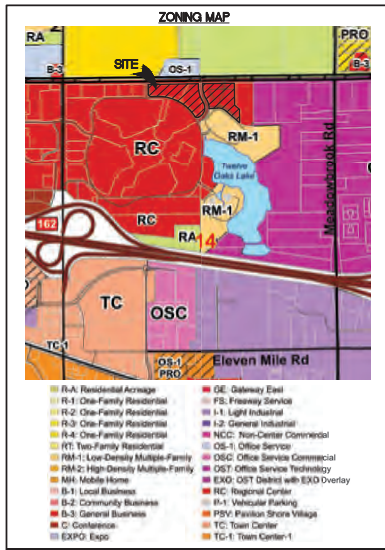 ZONING MAP
RA
PRO
B-3
SITE
OS-1
B-3
RC
RM-1
Twelve
Oaks Lake
Meadowbrook Rd
RM-1
RC
162
RA
14
TC
OSC
TC-1
OS-1
PRO
Eleven Mile Rd
R-A: Residential Acreage
R-1: One-Family Residential
R-2: One-Family Residential
R-3: One-Family Residential
R-4: One-Family Residential
RT: Two-Family Residential
RM-1: Low-Density Multiple-Family
RM-2: High-Density Multiple-Family
MH: Mobile Home
B-1: Local Business
B-2: Community Business
B-3: General Business
C: Conference
EXPO: Expo
GE: Gateway East
FS: Freeway Service
I-1: Light Industrial
I-2: General Industrial
NCC: Non-Center Commercial
OS-1: Office Service
OSC: Office Service Commercial
OST: Office Service Technology
EXO: OST District with EXO Overlay
RC: Regional Center
P-1: Vehicular Parking
PSV: Pavilion Shore Village
TC: Town Center
TC-1: Town Center-1